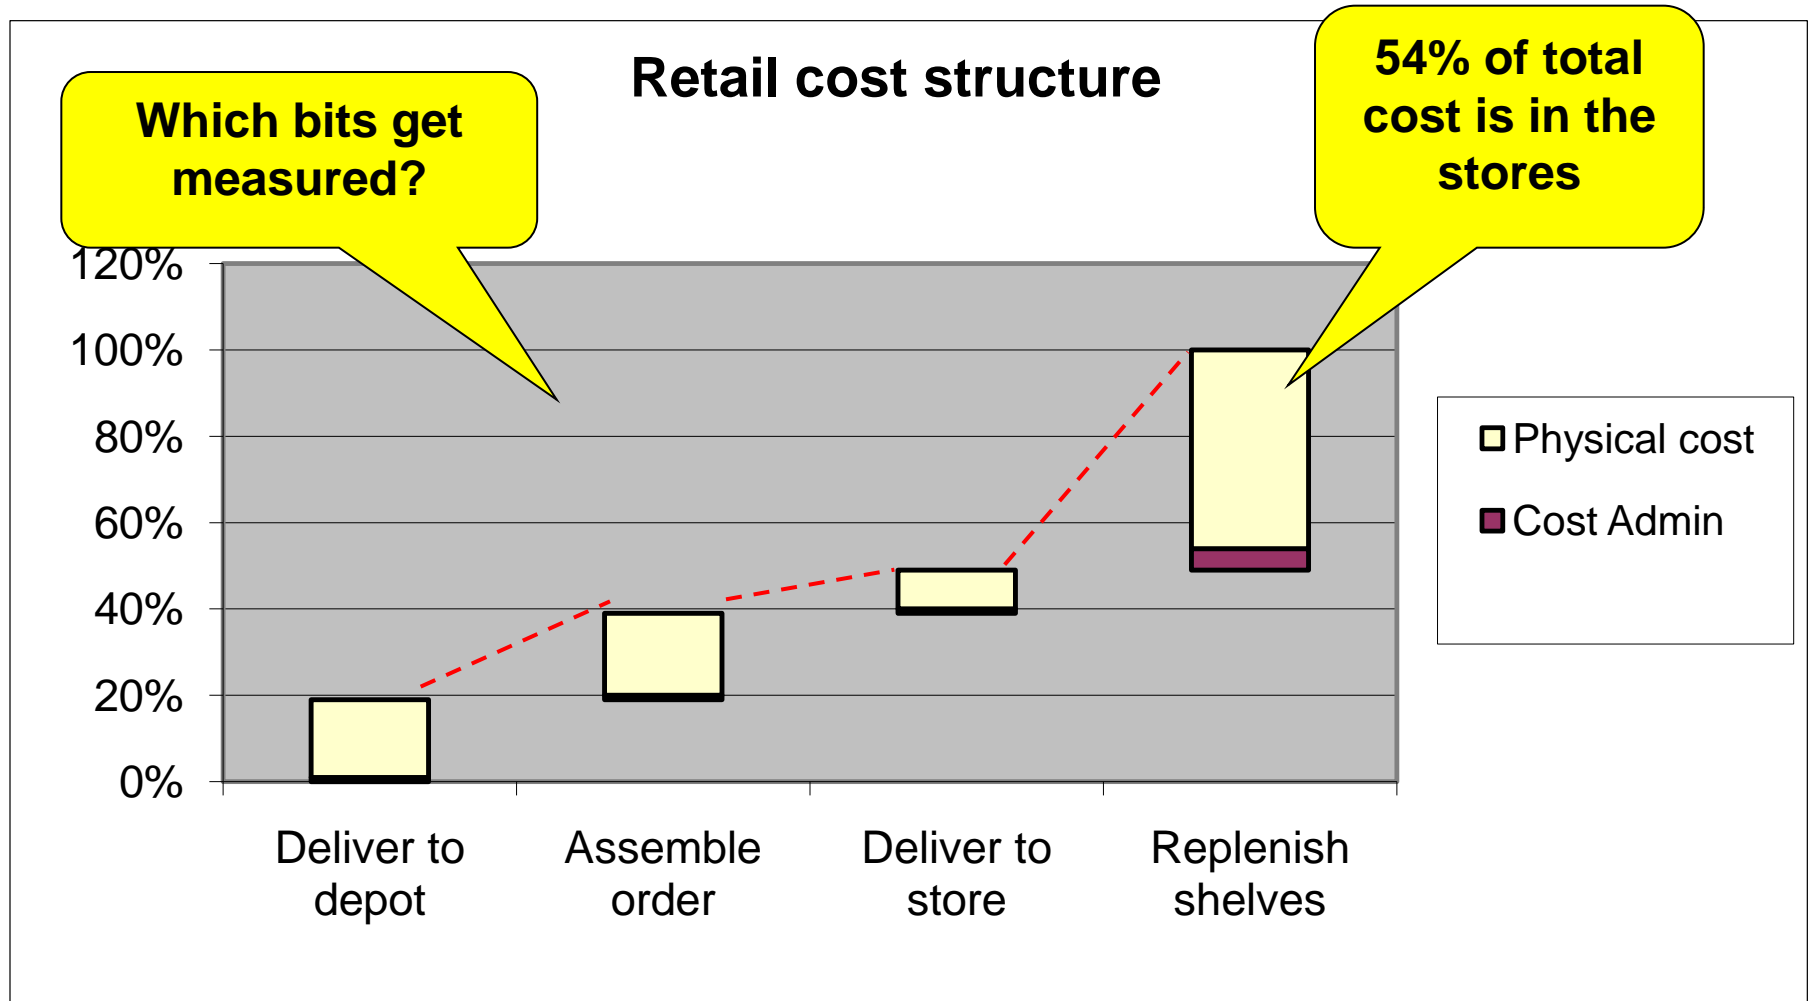 Retail cost structure
Which bits get
measured?
54% of total
cost is in the
stores
120%
100%
80%
60%
40%
20%
0%
Deliver to
depot
Assemble
order
Deliver to
store
Replenish
shelves
Physical cost
Cost Admin